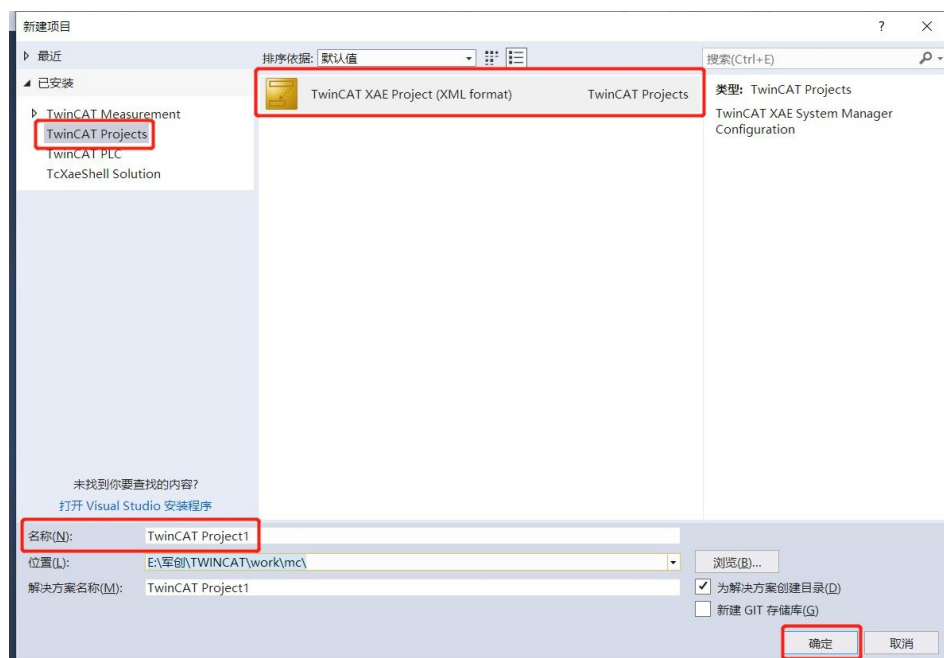 新建项目
? ×
最近
排序依据: 默认值
搜索(Ctrl+E)
已安装
TwinCAT Measurement
TwinCAT Projects
TwinCAT PLC
TcXaeShell Solution
TwinCAT XAE Project (XML format) TwinCAT Projects
类型: TwinCAT Projects
TwinCAT XAE System Manager
Configuration
未找到你要查找的内容?
打开 Visual Studio 安装程序
名称(N): TwinCAT Project1
位置(L): E:\军创\TWINCAT\work\mc\
浏览(B)...
解决方案名称(M): TwinCAT Project1
为解决方案创建目录(D)
新建 GIT 存储库(G)
确定 取消